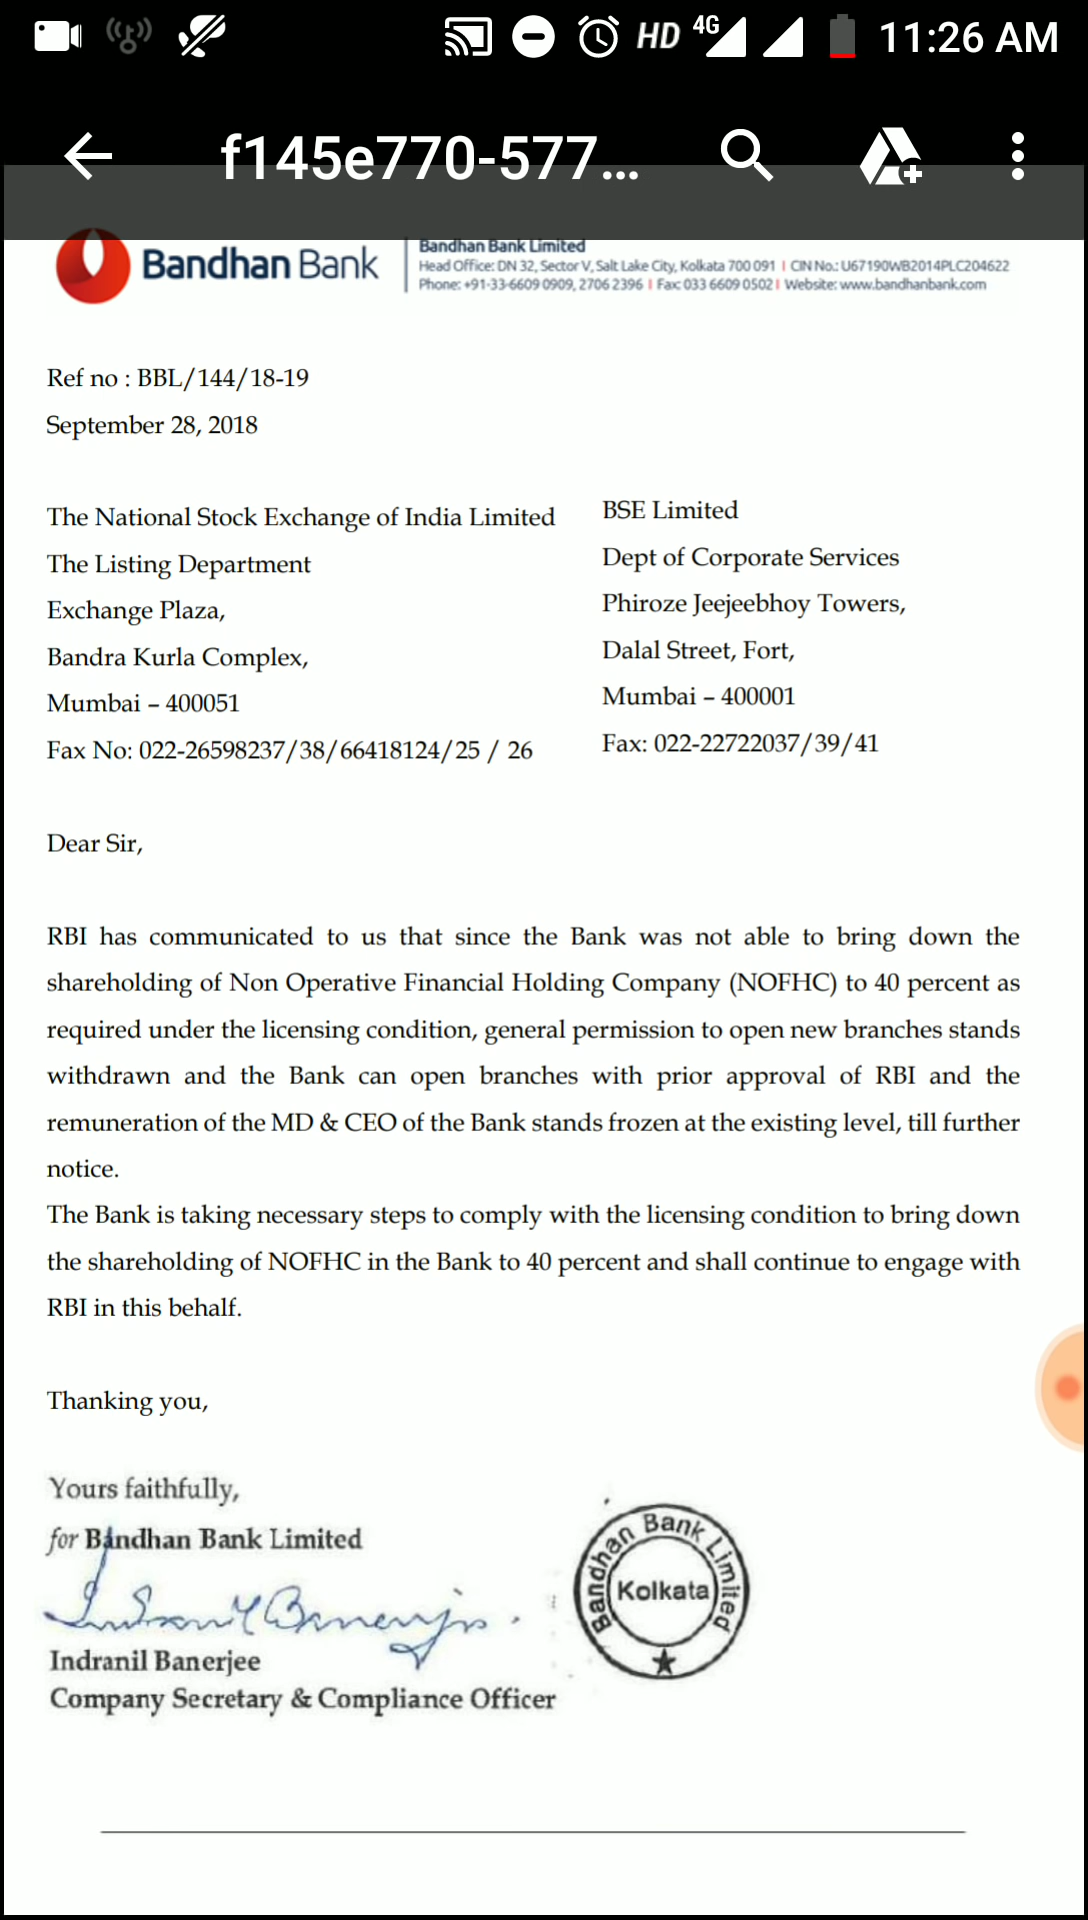 HD 4G 11:26 AM
f145e770-577...
Bandhan Bank
Bandhan Bank Limited
Head Office: DN 32, Sector V, Salt Lake City, Kolkata 700 091 | CIN No.: U67190WB2014PLC204622
Phone: +91-33-6609 0909, 2706 2396 | Fax: 033 6609 0502 | Website: www.bandhanbank.com
Ref no : BBL/144/18-19
September 28, 2018
The National Stock Exchange of India Limited
The Listing Department
Exchange Plaza,
Bandra Kurla Complex,
Mumbai – 400051
Fax No: 022-26598237/38/66418124/25 / 26
BSE Limited
Dept of Corporate Services
Phiroze Jeejeebhoy Towers,
Dalal Street, Fort,
Mumbai – 400001
Fax: 022-22722037/39/41
Dear Sir,
RBI has communicated to us that since the Bank was not able to bring down the
shareholding of Non Operative Financial Holding Company (NOFHC) to 40 percent as
required under the licensing condition, general permission to open new branches stands
withdrawn and the Bank can open branches with prior approval of RBI and the
remuneration of the MD & CEO of the Bank stands frozen at the existing level, till further
notice.
The Bank is taking necessary steps to comply with the licensing condition to bring down
the shareholding of NOFHC in the Bank to 40 percent and shall continue to engage with
RBI in this behalf.
Thanking you,
Yours faithfully,
for Bandhan Bank Limited
Indranil Banerjee
Indranil Banerjee
Company Secretary & Compliance Officer
Bandhan Bank Limited
Kolkata